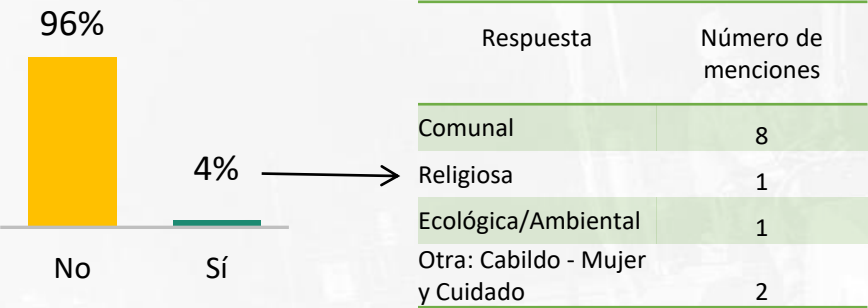 96%
4%
No
Sí
Respuesta
Número de
menciones
Comunal
8
Religiosa
1
Ecológica/Ambiental
1
Otra: Cabildo - Mujer
y Cuidado
2